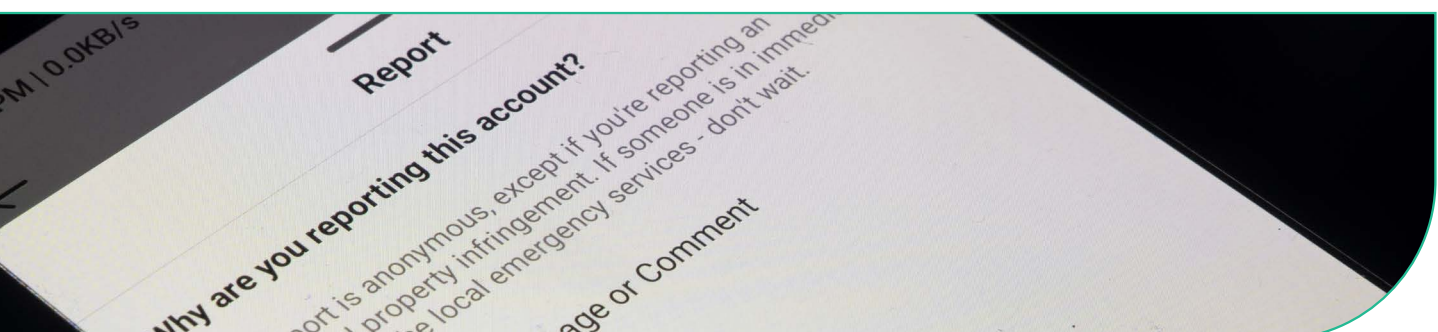 PM | 0.0KB/s
Report
Why are you reporting this account?
port is anonymous, except if you're reporting an
property infringement. If someone is in immedi
local emergency services - don't wait.
age or Comment